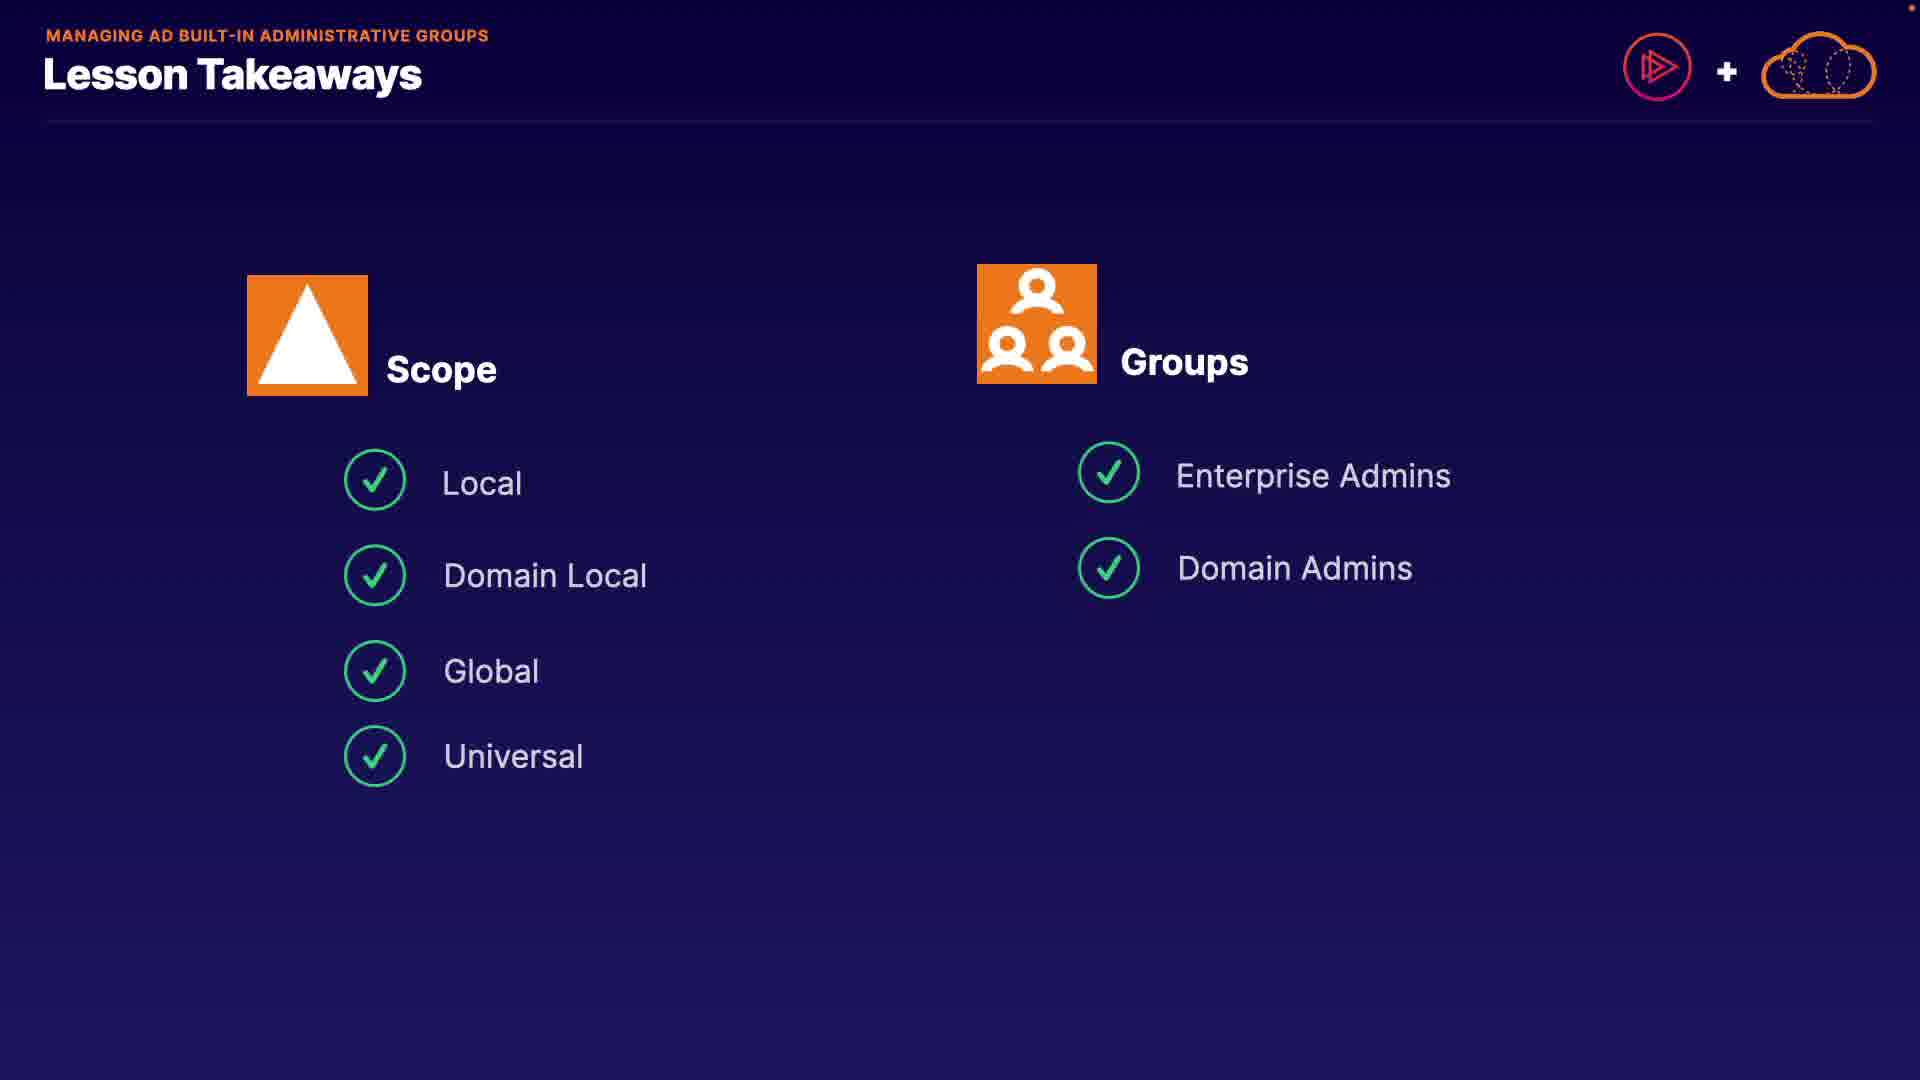 MANAGING AD BUILT-IN ADMINISTRATIVE GROUPS
Lesson Takeaways
Scope
Local
Domain Local
Global
Universal
Groups
Enterprise Admins
Domain Admins